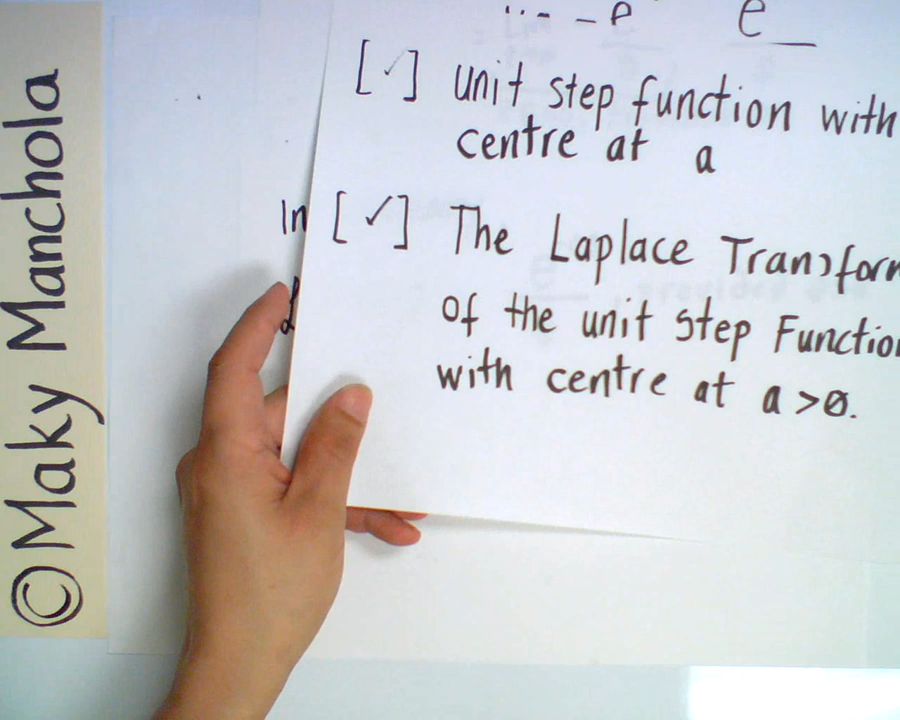 e e
[✓] unit step function with
centre at a
In
[✓] The Laplace Transform
of the unit step Function
with centre at a >0.
©Maky Manchola